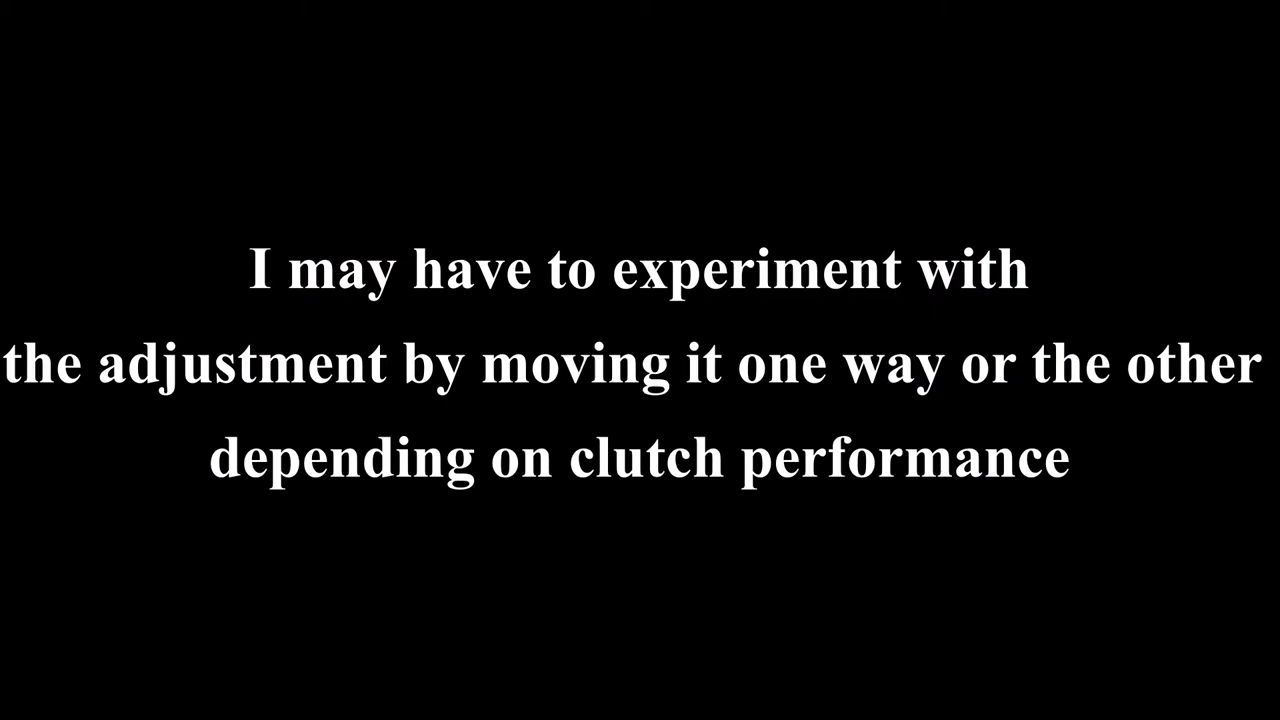 I may have to experiment with
the adjustment by moving it one way or the other
depending on clutch performance